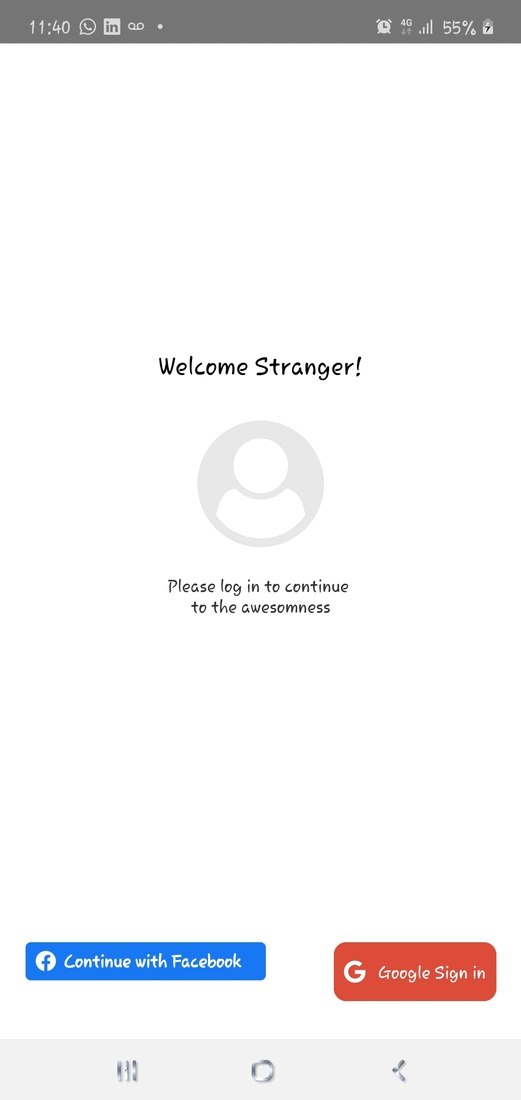 11:40 4G 55%
Welcome Stranger!
Please log in to continue
to the awesomness
Continue with Facebook
Google Sign in